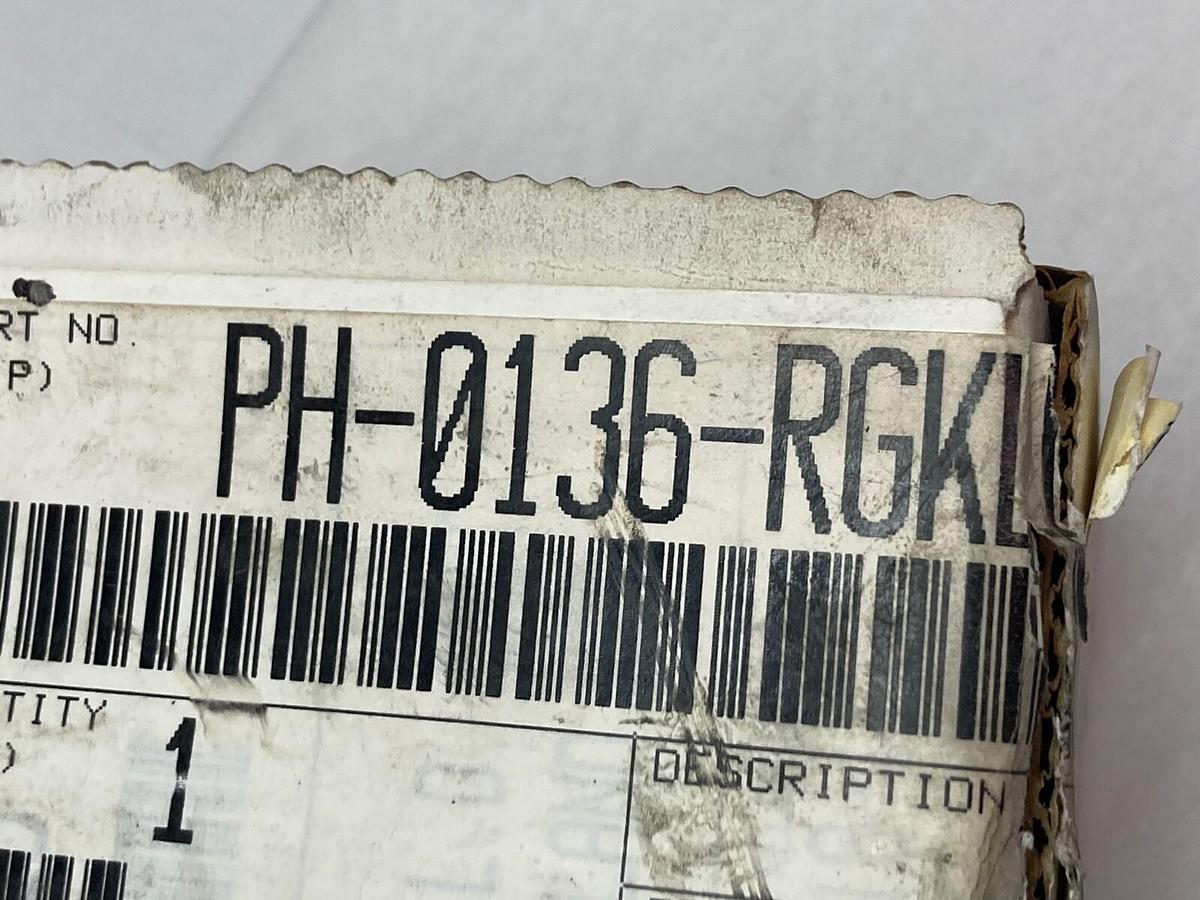 RT NO.
P)
PH-0136-RGKL
TITY
)
1
DESCRIPTION